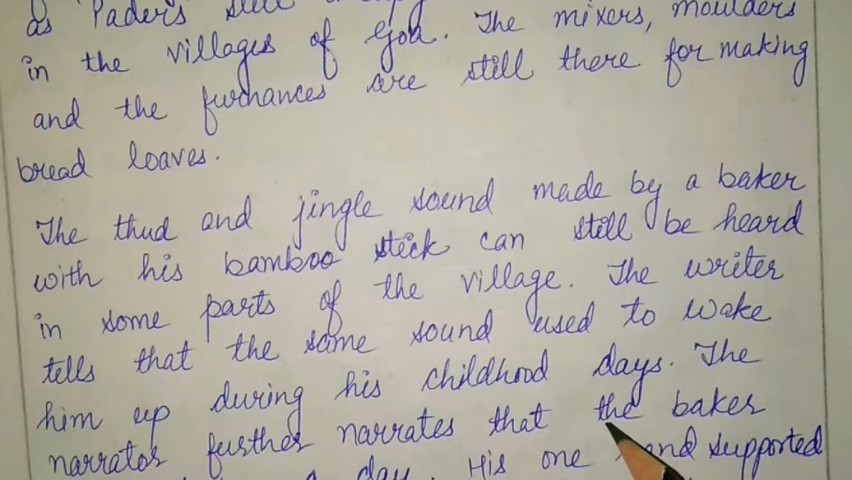 as Paders still
in the villages of Goa. The mixers, moulders
and the furnances are still there for making
bread loaves.
The thud and jingle sound made by a baker
with his bamboo stick can still be heard
in some parts of the village. The writer
tells that the same sound used to wake
him up during his childhood days. The
narrator further narrates that the baker
a day. His one and supported